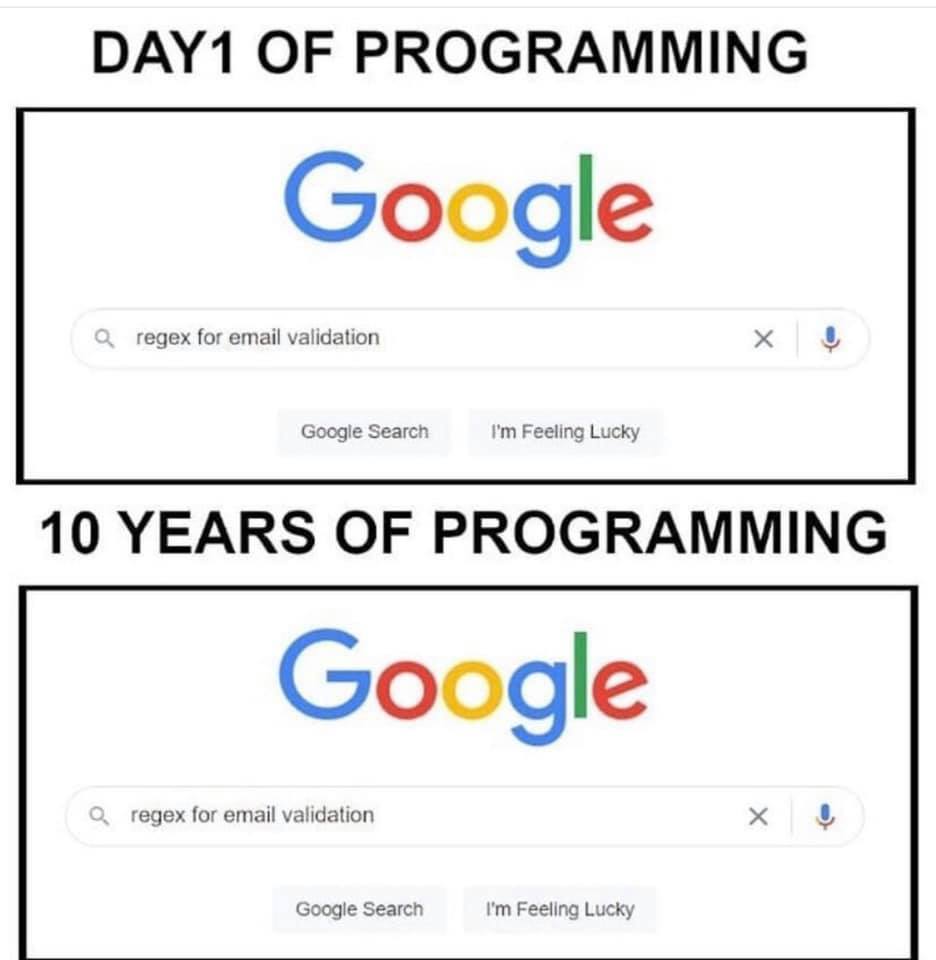 DAY1 OF PROGRAMMING
Google
regex for email validation
Google Search I'm Feeling Lucky
10 YEARS OF PROGRAMMING
Google
regex for email validation
Google Search I'm Feeling Lucky